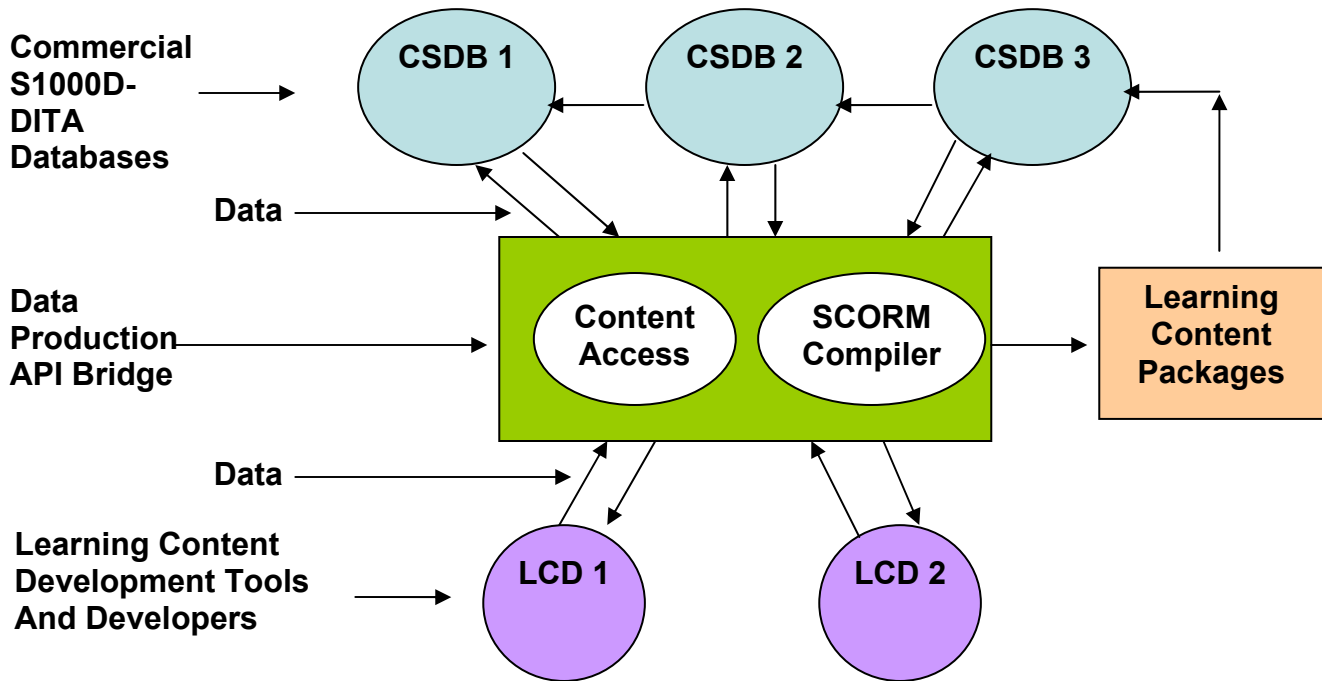 Commercial
S1000D-
DITA
Databases
CSDB 1
CSDB 2
CSDB 3
Data
Data
Production
API Bridge
Content
Access
SCORM
Compiler
Learning
Content
Packages
Data
Learning Content
Development Tools
And Developers
LCD 1
LCD 2